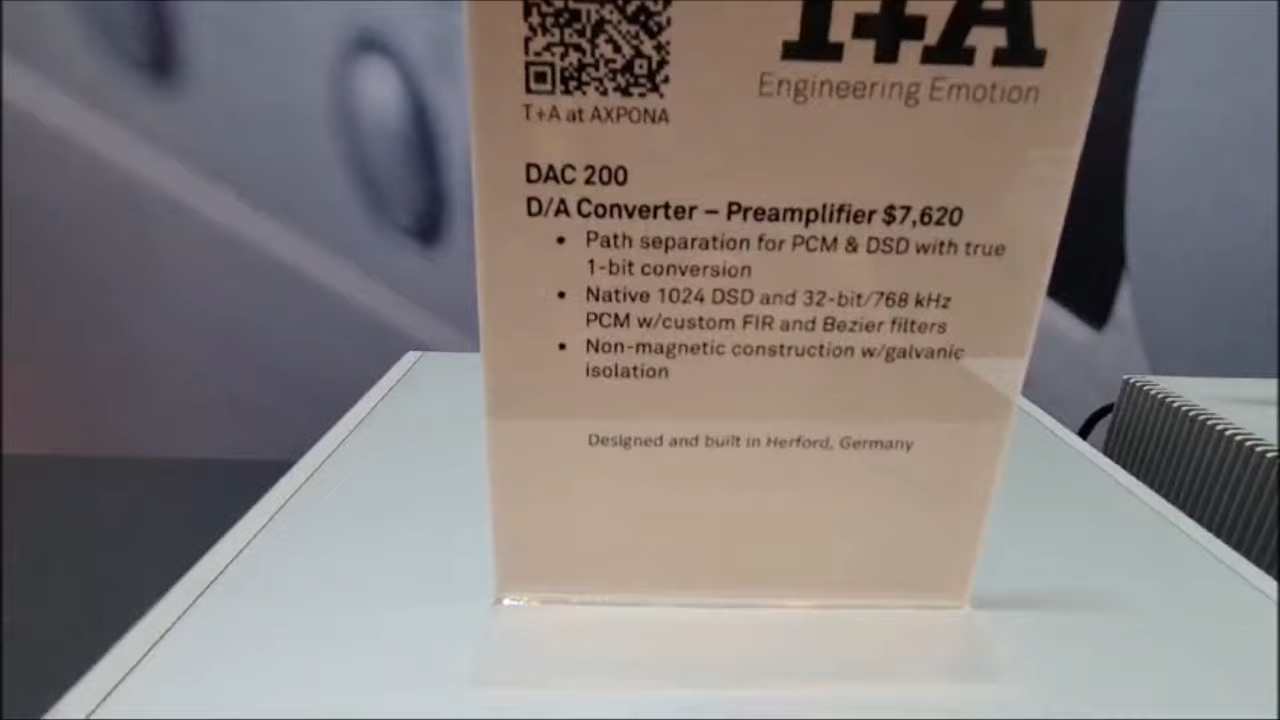 T+A
Engineering Emotion
T+A at AXPONA
DAC 200
D/A Converter – Preamplifier $7,620
• Path separation for PCM & DSD with true
1-bit conversion
• Native 1024 DSD and 32-bit/768 kHz
PCM w/custom FIR and Bezier filters
• Non-magnetic construction w/galvanic
isolation
Designed and built in Herford, Germany